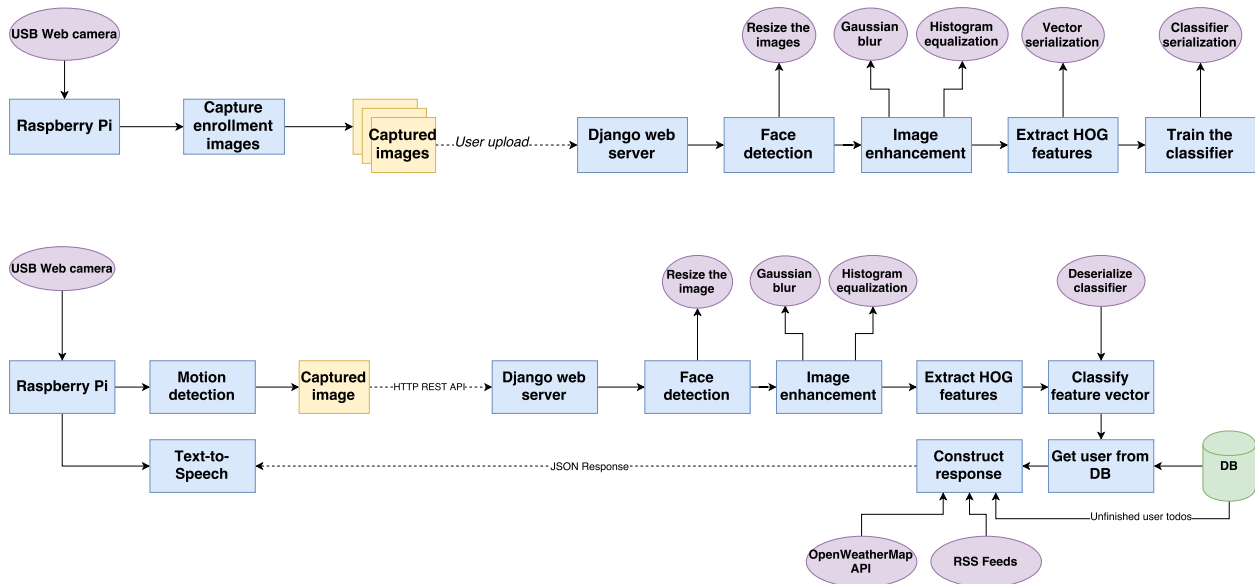 USB Web camera
Resize the
images
Gaussian
blur
Histogram
equalization
Vector
serialization
Classifier
serialization
Raspberry Pi
Capture
enrollment
images
Captured
images
User upload
Django web
server
Face
detection
Image
enhancement
Extract HOG
features
Train the
classifier
USB Web camera
Resize the
image
Gaussian
blur
Histogram
equalization
Deserialize
classifier
Raspberry Pi
Motion
detection
Captured
image
HTTP REST API
Django web
server
Face
detection
Image
enhancement
Extract HOG
features
Classify
feature vector
Text-to-
Speech
JSON Response
Construct
response
Get user from
DB
DB
Unfinished user todos
OpenWeatherMap
API
RSS Feeds